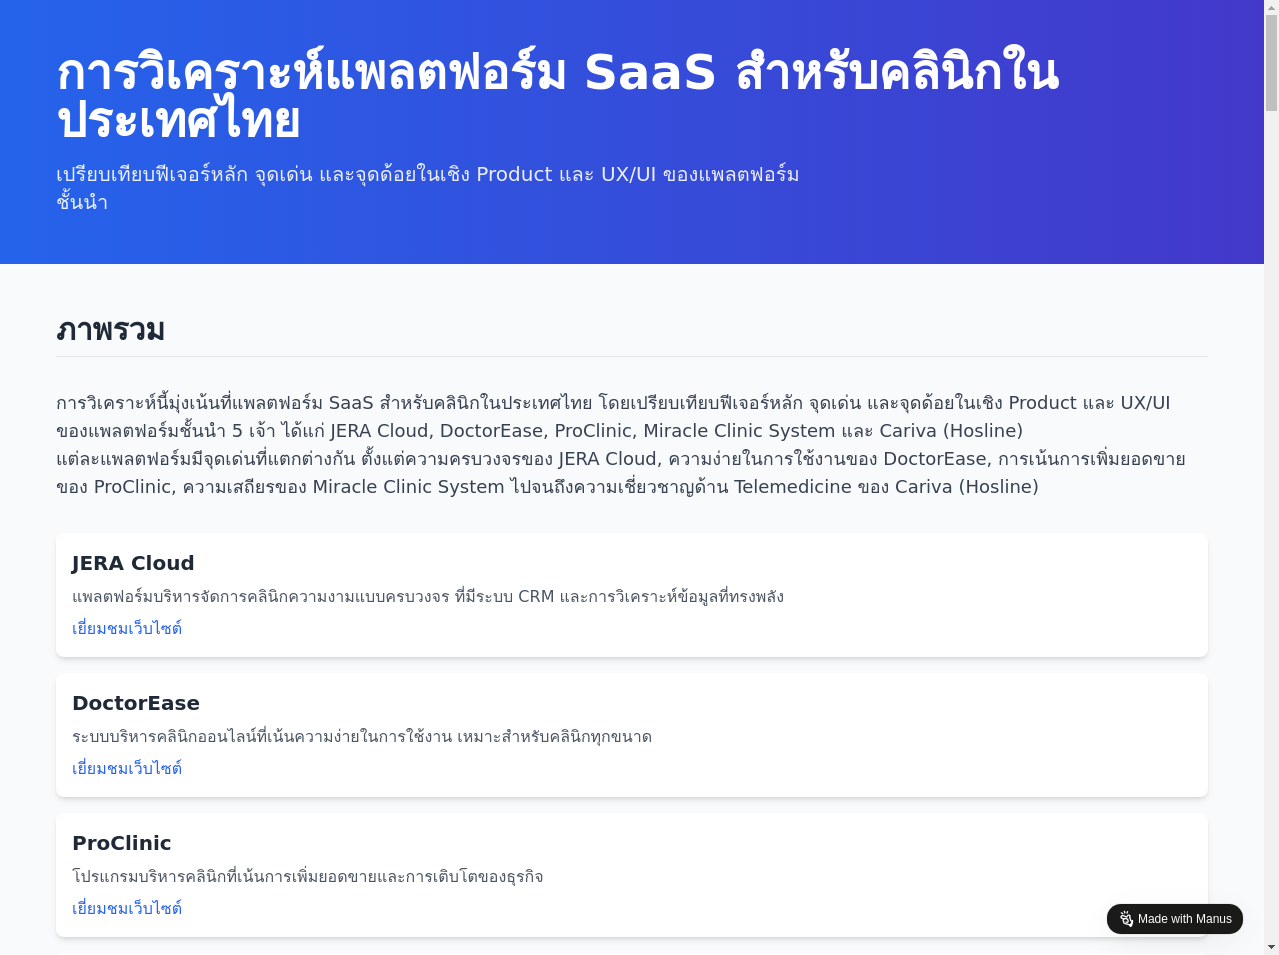 การวิเคราะห์แพลตฟอร์ม SaaS สำหรับคลินิกใน
ประเทศไทย
เปรียบเทียบฟีเจอร์หลัก จุดเด่น และจุดด้อยในเชิง Product และ UX/UI ของแพลตฟอร์ม
ชั้นนำ
ภาพรวม
การวิเคราะห์นี้มุ่งเน้นที่แพลตฟอร์ม SaaS สำหรับคลินิกในประเทศไทย โดยเปรียบเทียบฟีเจอร์หลัก จุดเด่น และจุดด้อยในเชิง Product และ UX/UI
ของแพลตฟอร์มชั้นนำ 5 เจ้า ได้แก่ JERA Cloud, DoctorEase, ProClinic, Miracle Clinic System และ Cariva (Hosline)
แต่ละแพลตฟอร์มมีจุดเด่นที่แตกต่างกัน ตั้งแต่ความครบวงจรของ JERA Cloud, ความง่ายในการใช้งานของ DoctorEase, การเน้นการเพิ่มยอดขาย
ของ ProClinic, ความเสถียรของ Miracle Clinic System ไปจนถึงความเชี่ยวชาญด้าน Telemedicine ของ Cariva (Hosline)
JERA Cloud
แพลตฟอร์มบริหารจัดการคลินิกความงามแบบครบวงจร ที่มีระบบ CRM และการวิเคราะห์ข้อมูลที่ทรงพลัง
เยี่ยมชมเว็บไซต์
DoctorEase
ระบบบริหารคลินิกออนไลน์ที่เน้นความง่ายในการใช้งาน เหมาะสำหรับคลินิกทุกขนาด
เยี่ยมชมเว็บไซต์
ProClinic
โปรแกรมบริหารคลินิกที่เน้นการเพิ่มยอดขายและการเติบโตของธุรกิจ
เยี่ยมชมเว็บไซต์
Made with Manus